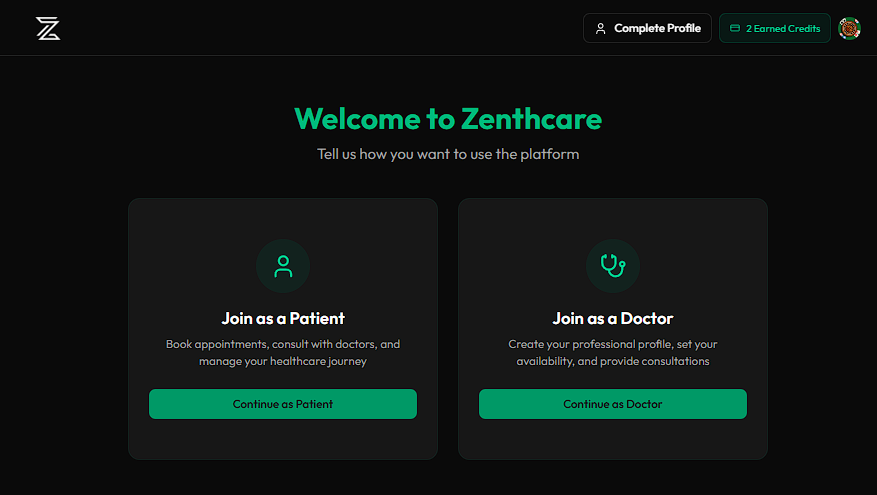 Complete Profile
2 Earned Credits
Welcome to Zenthcare
Tell us how you want to use the platform
Join as a Patient
Book appointments, consult with doctors, and
manage your healthcare journey
Continue as Patient
Join as a Doctor
Create your professional profile, set your
availability, and provide consultations
Continue as Doctor